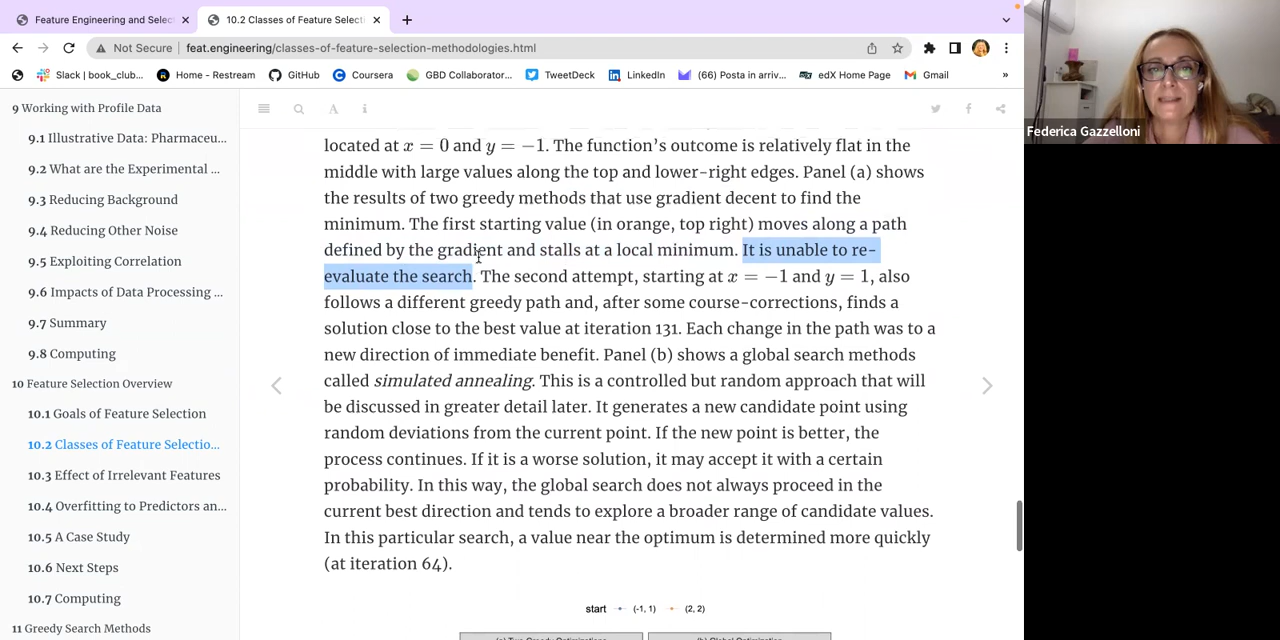 Feature Engineering and Selec
10.2 Classes of Feature Selecti
Not Secure
feat.engineering/classes-of-feature-selection-methodologies.html
Slack | book_club...
Home - Restream
GitHub
Coursera
GBD Collaborator...
TweetDeck
LinkedIn
(66) Posta in arriv...
edX Home Page
Gmail
»
9 Working with Profile Data
9.1 Illustrative Data: Pharmaceu...
9.2 What are the Experimental ...
9.3 Reducing Background
9.4 Reducing Other Noise
9.5 Exploiting Correlation
9.6 Impacts of Data Processing ...
9.7 Summary
9.8 Computing
10 Feature Selection Overview
10.1 Goals of Feature Selection
10.2 Classes of Feature Selectio...
10.3 Effect of Irrelevant Features
10.4 Overfitting to Predictors an...
10.5 A Case Study
10.6 Next Steps
10.7 Computing
11 Greedy Search Methods
located at x = 0 and y = −1. The function's outcome is relatively flat in the
middle with large values along the top and lower-right edges. Panel (a) shows
the results of two greedy methods that use gradient decent to find the
minimum. The first starting value (in orange, top right) moves along a path
defined by the gradient and stalls at a local minimum. It is unable to re-
evaluate the search. The second attempt, starting at x = −1 and y = 1, also
follows a different greedy path and, after some course-corrections, finds a
solution close to the best value at iteration 131. Each change in the path was to a
new direction of immediate benefit. Panel (b) shows a global search methods
called simulated annealing. This is a controlled but random approach that will
be discussed in greater detail later. It generates a new candidate point using
random deviations from the current point. If the new point is better, the
process continues. If it is a worse solution, it may accept it with a certain
probability. In this way, the global search does not always proceed in the
current best direction and tends to explore a broader range of candidate values.
In this particular search, a value near the optimum is determined more quickly
(at iteration 64).
start (-1, 1) (2, 2)
Federica Gazzelloni